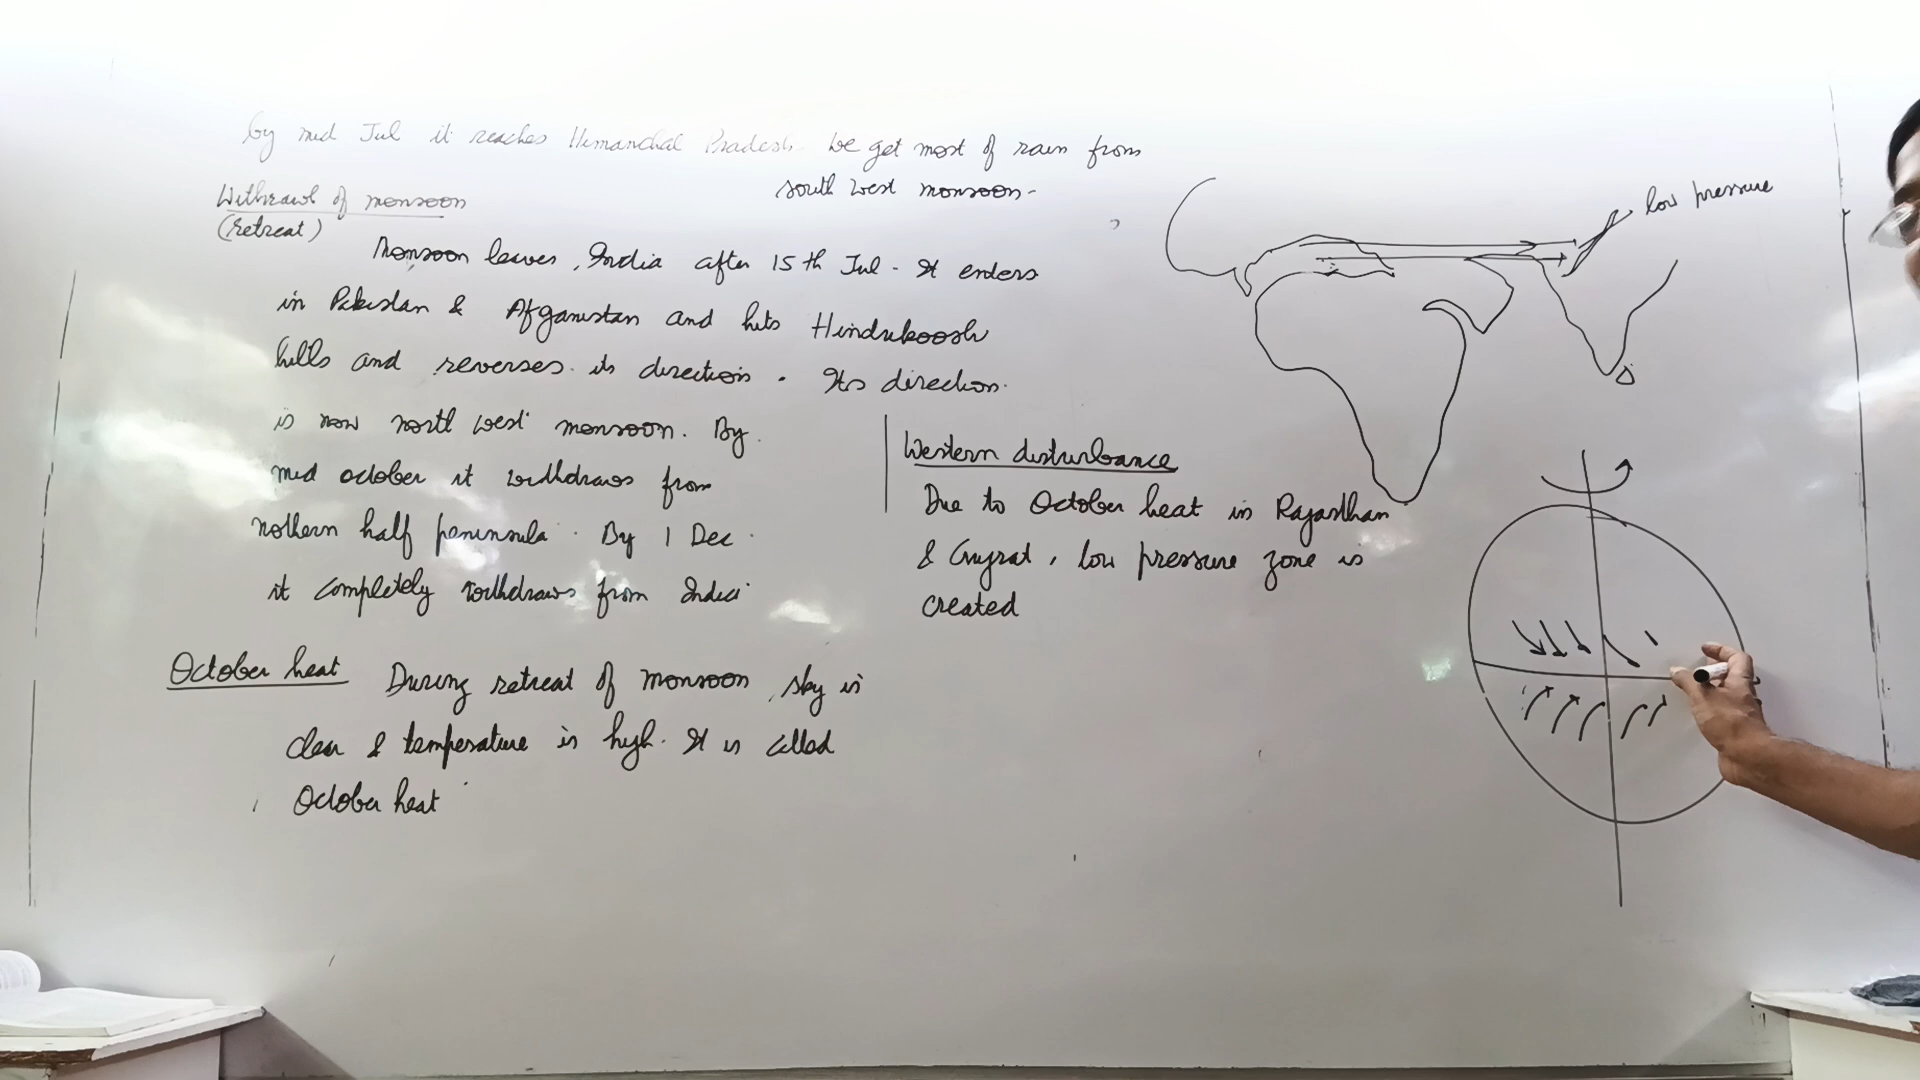 by mid Jul it reaches Himanchal Pradesh. We get most of rain from
south west monsoon-
Withrawl of monsoon
(retreat)
Monsoon leaves, India after 15 th Jul - It enters
in Pakistan & Afganistan and hits Hindukoosh
hills and reverses its direction. Its direction
is now north west monsoon. By
mid october it withdraws from
nothern half peninsula. By 1 Dec
it completely withdraws from India
October heat During retreat of monsoon, sky is
clear & temperature is high. It is called
October heat
Western disturbance
Due to October heat in Rajasthan
& Gujrat, low pressure zone is
created
low pressure